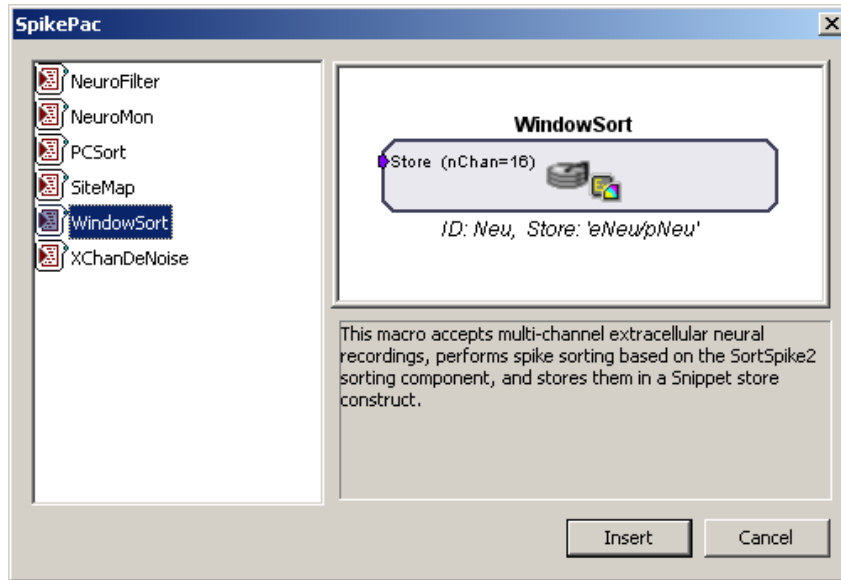 SpikePac
NeuroFilter
NeuroMon
PCSort
SiteMap
WindowSort
XChanDeNoise
WindowSort
Store (nChan=16)
ID: Neu, Store: 'eNeu/pNeu'
This macro accepts multi-channel extracellular neural
recordings, performs spike sorting based on the SortSpike2
sorting component, and stores them in a Snippet store
construct.
Insert
Cancel